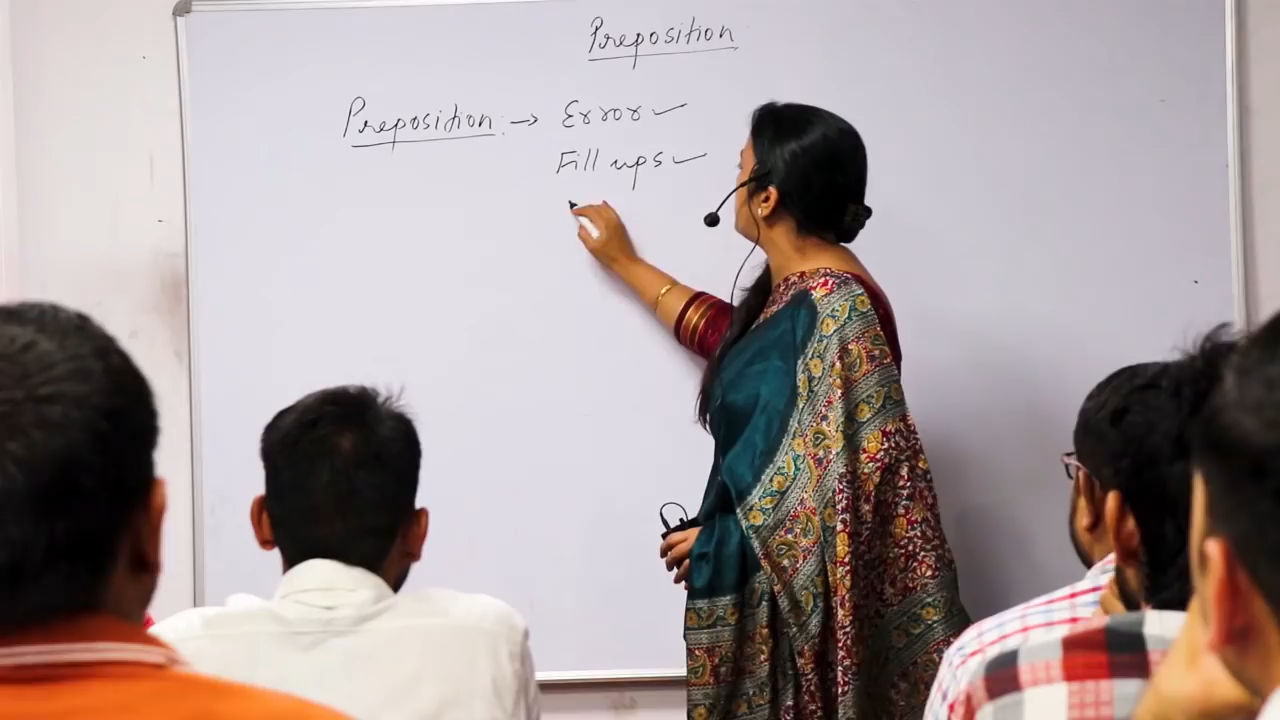 Preposition
Preposition :→ Error ✓
Fill ups ✓